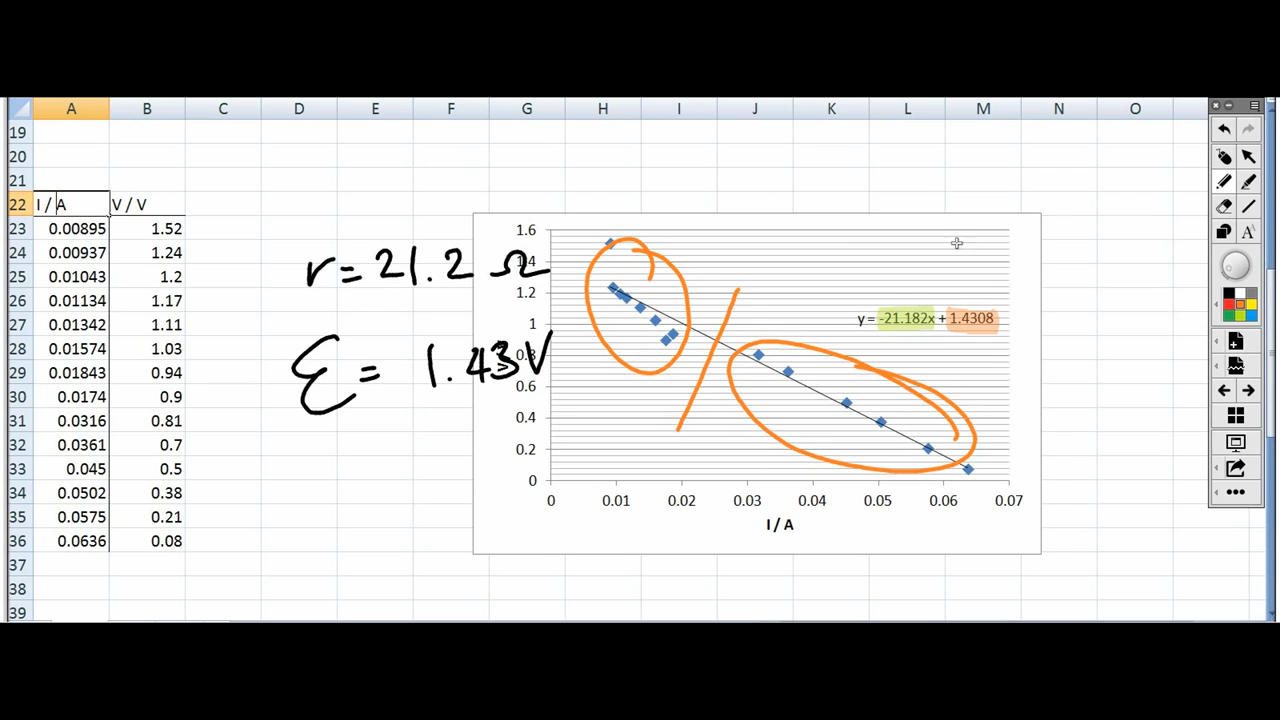 A B C D E F G H I J K L M N O
19
20
21
22 I / A V / V
23 0.00895 1.52
24 0.00937 1.24
25 0.01043 1.2
26 0.01134 1.17
27 0.01342 1.11
28 0.01574 1.03
29 0.01843 0.94
30 0.0174 0.9
31 0.0316 0.81
32 0.0361 0.7
33 0.045 0.5
34 0.0502 0.38
35 0.0575 0.21
36 0.0636 0.08
37
38
39
r = 21.2 Ω
ε = 1.43V
1.6
1.4
1.2
1
0.8
0.6
0.4
0.2
0
y = -21.182x + 1.4308
0 0.01 0.02 0.03 0.04 0.05 0.06 0.07
I / A
A